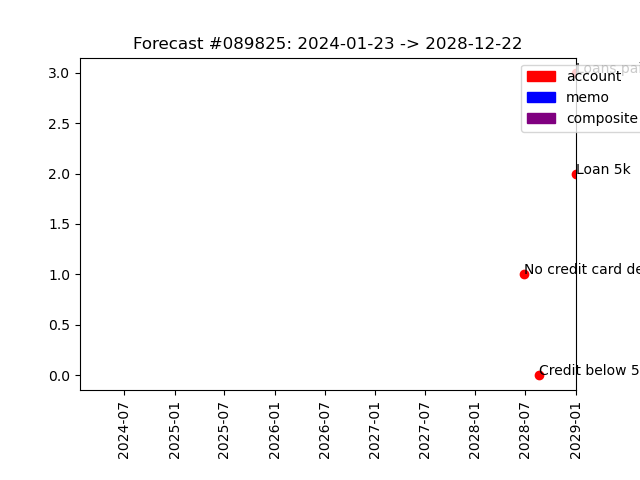 Forecast #089825: 2024-01-23 -> 2028-12-22
3.0
2.5
2.0
1.5
1.0
0.5
0.0
Loans pai
account
memo
composite
Loan 5k
No credit card de
Credit below 5
2024-07
2025-01
2025-07
2026-01
2026-07
2027-01
2027-07
2028-01
2028-07
2029-01